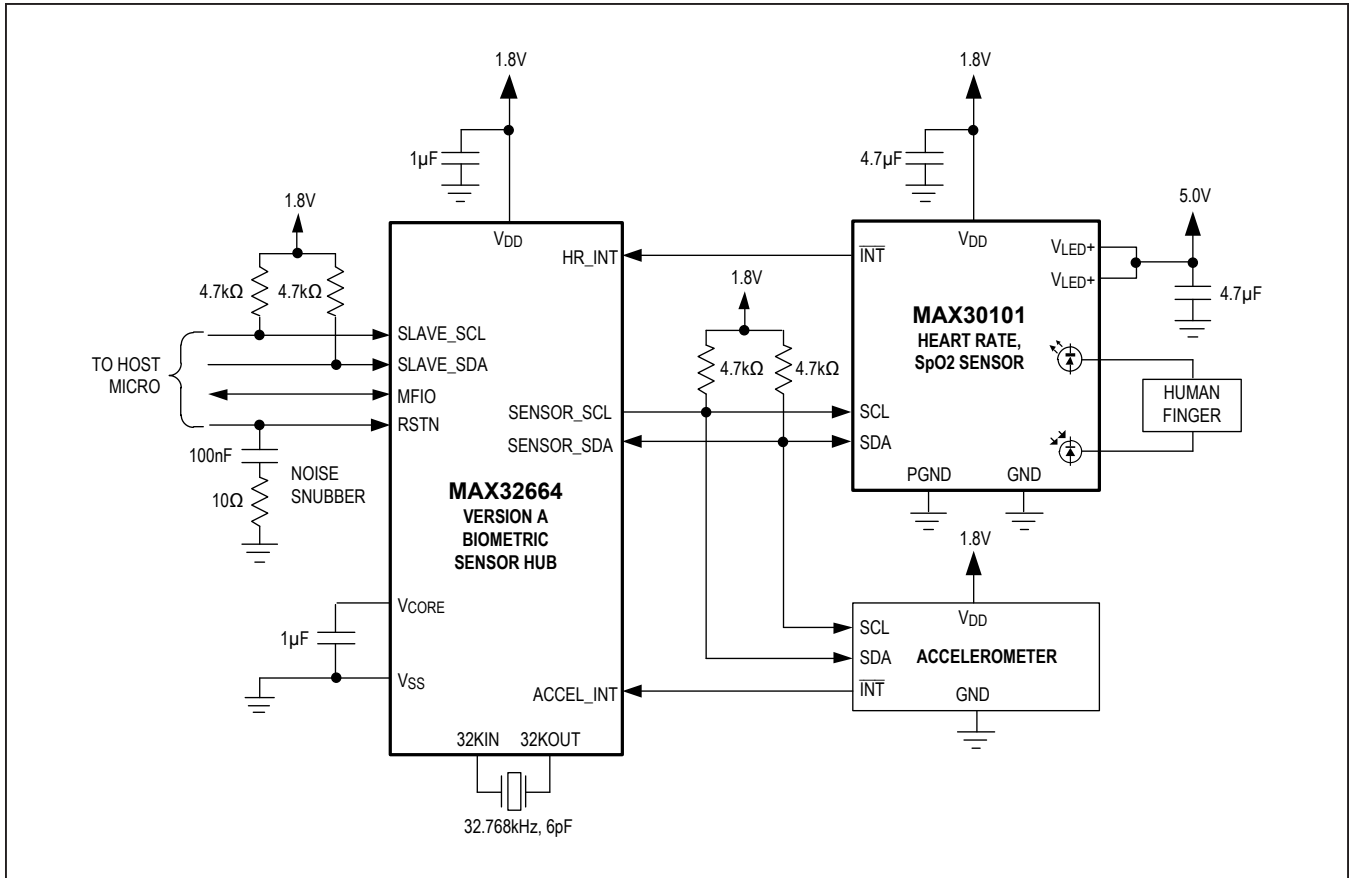 1.8V
1µF
1.8V
4.7kΩ
4.7kΩ
TO HOST
MICRO
SLAVE_SCL
SLAVE_SDA
MFIO
RSTN
100nF
10Ω
NOISE
SNUBBER
VDD
HR_INT
SENSOR_SCL
SENSOR_SDA
MAX32664
VERSION A
BIOMETRIC
SENSOR HUB
VCORE
1µF
VSS
ACCEL_INT
32KIN
32KOUT
32.768kHz, 6pF
1.8V
4.7kΩ
4.7kΩ
1.8V
4.7µF
5.0V
4.7µF
VDD
INT
VLED+
VLED+
MAX30101
HEART RATE,
SpO2 SENSOR
SCL
SDA
PGND
GND
HUMAN
FINGER
1.8V
VDD
SCL
SDA
INT
ACCELEROMETER
GND